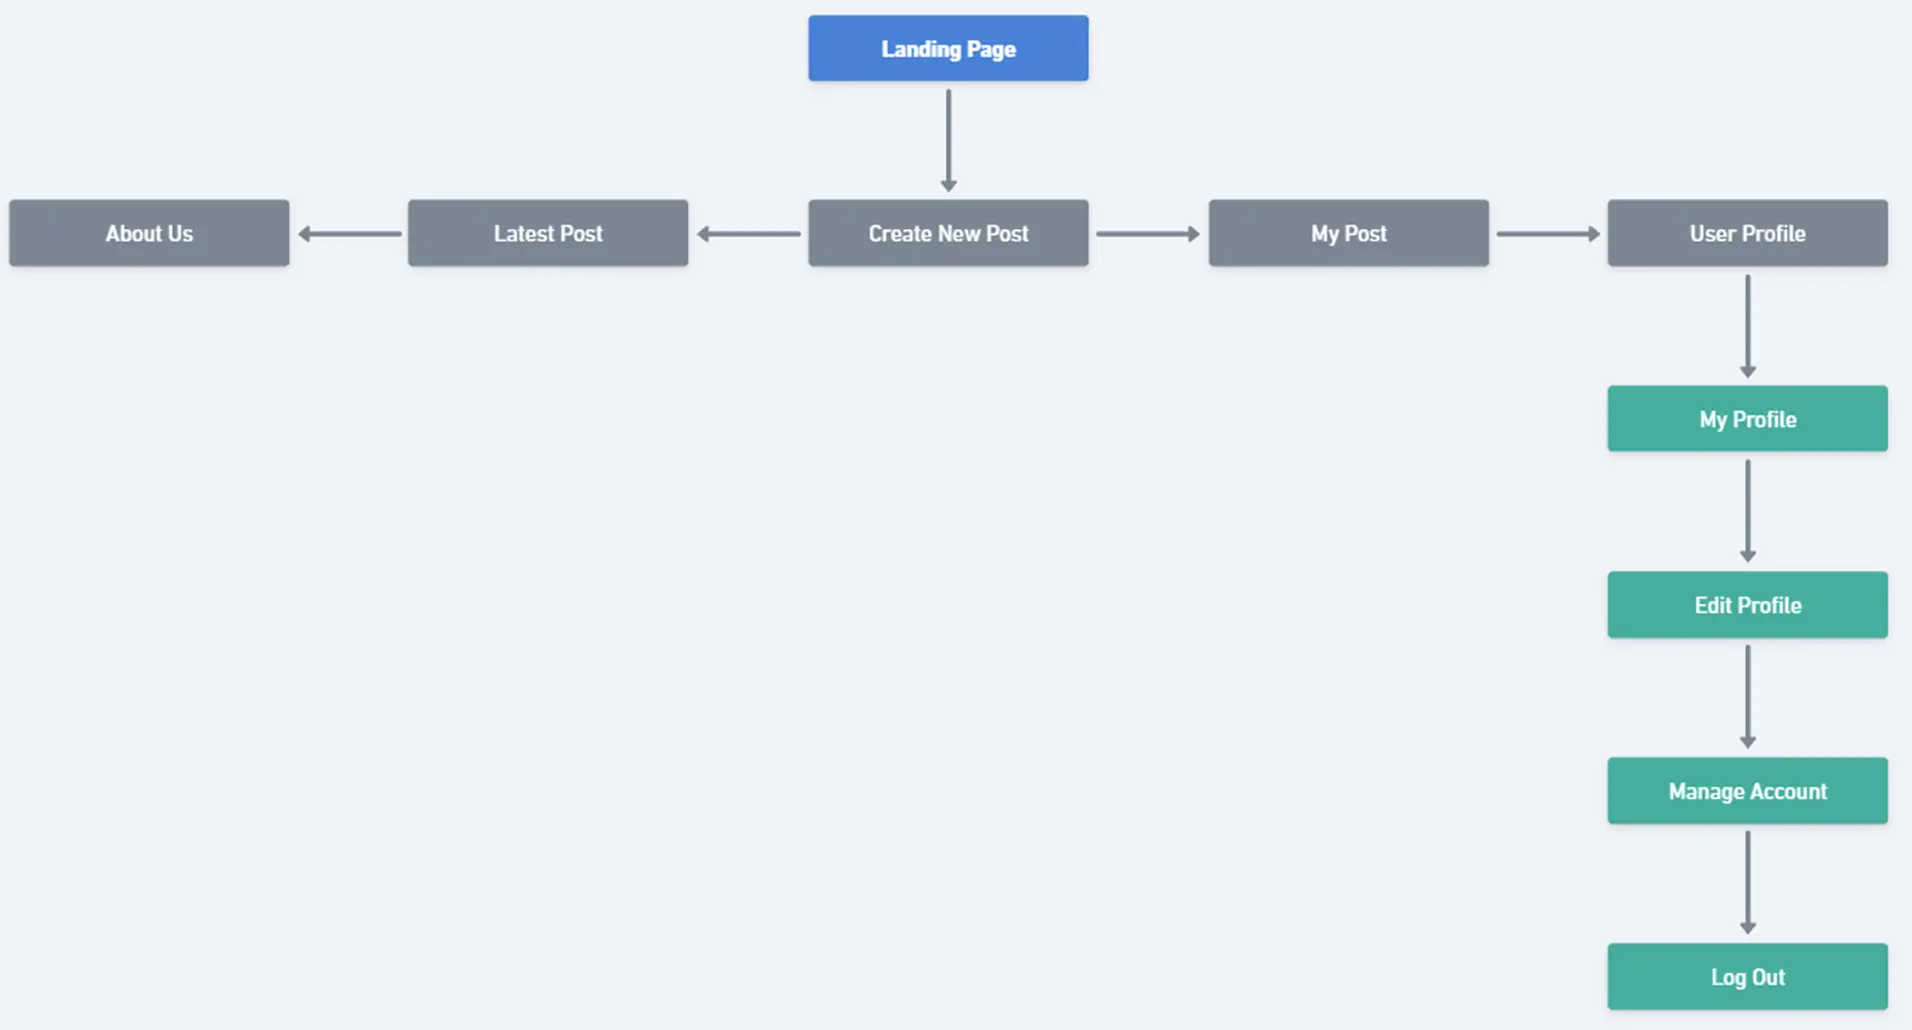 Landing Page
About Us
Latest Post
Create New Post
My Post
User Profile
My Profile
Edit Profile
Manage Account
Log Out